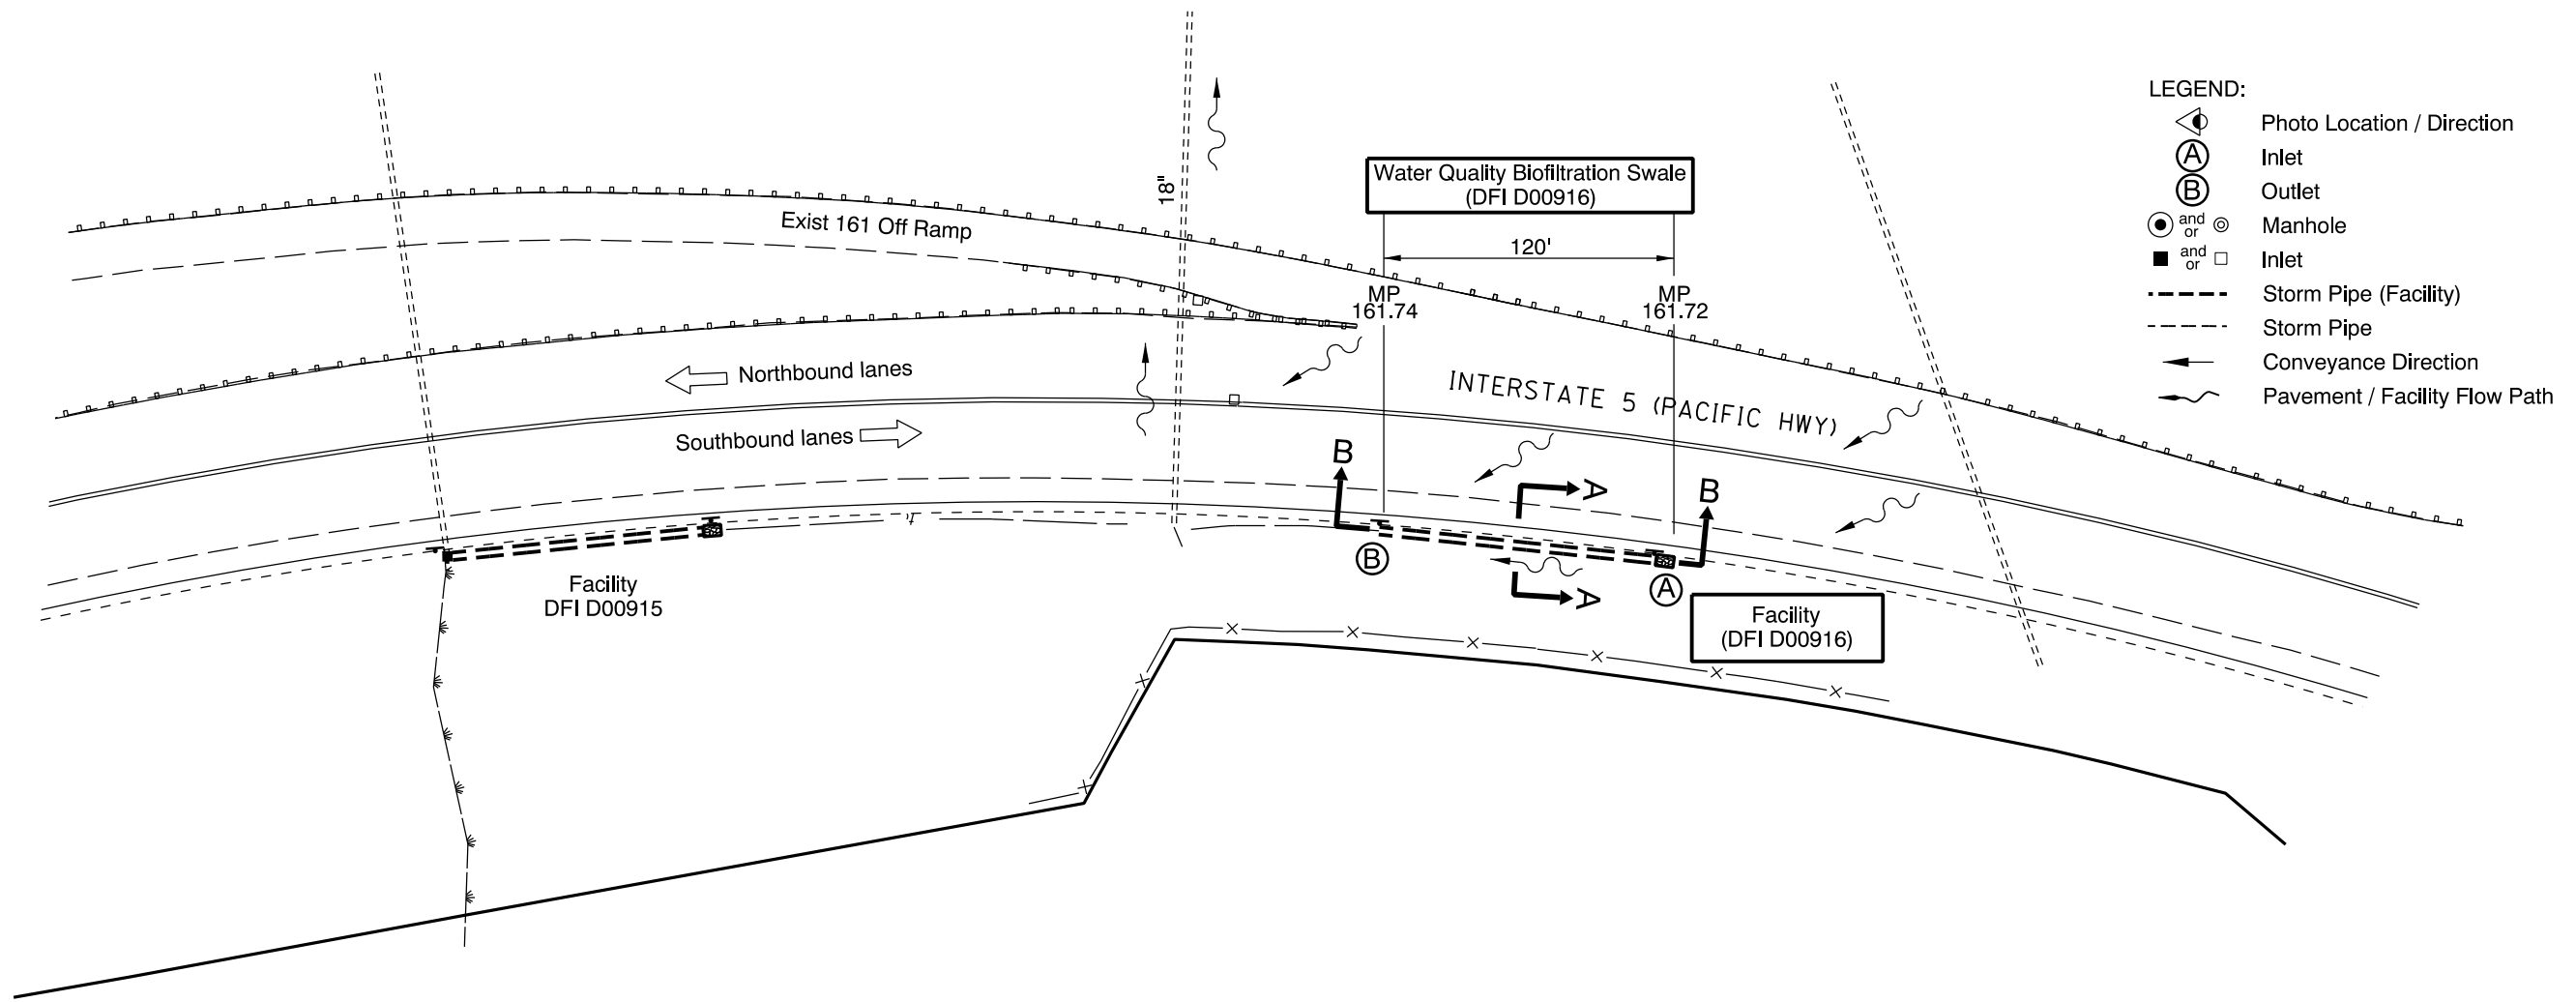 LEGEND:
Photo Location / Direction
A Inlet
B Outlet
and
or
Manhole
and
or
Inlet
Storm Pipe (Facility)
Storm Pipe
Conveyance Direction
Pavement / Facility Flow Path
18"
Water Quality Biofiltration Swale
(DFI D00916)
120'
MP
161.74
MP
161.72
Exist 161 Off Ramp
Northbound lanes
INTERSTATE 5 (PACIFIC HWY)
Southbound lanes
B
A
B
B
A
A
Facility
DFI D00915
Facility
(DFI D00916)